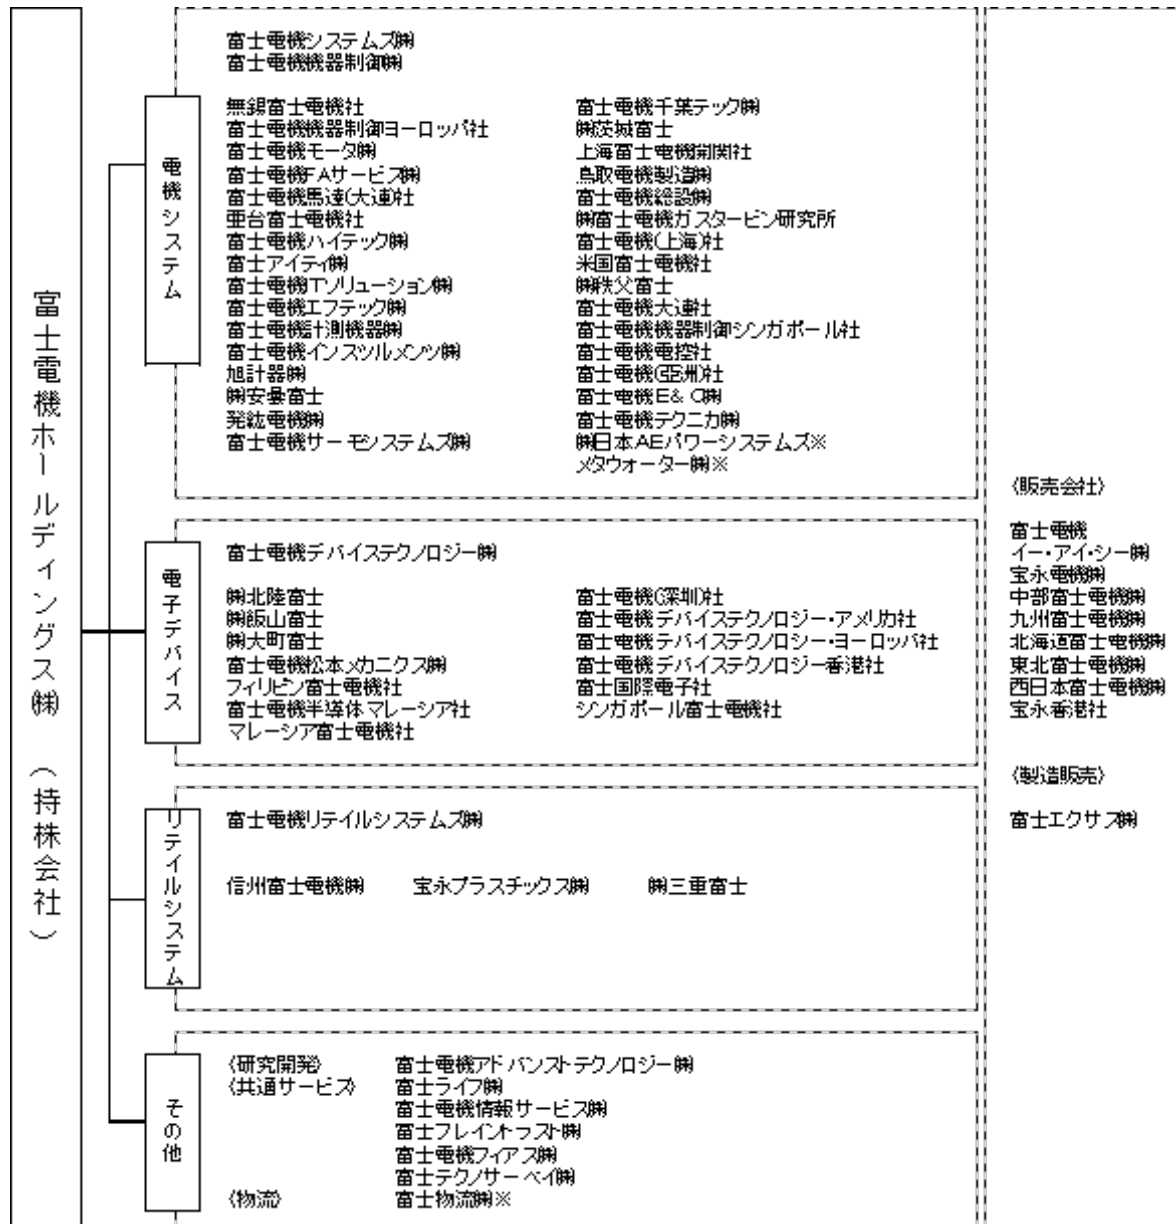 富士電機ホールディングス㈱ (持株会社)
電機システム
富士電機システムズ㈱
富士電機機器制御㈱
無錫富士電機社
富士電機機器制御ヨーロッパ社
富士電機モータ㈱
富士電機FAサービス㈱
富士電機馬達(大連)社
亜台富士電機社
富士電機ハイテック㈱
富士アイティ㈱
富士電機ITソリューション㈱
富士電機エフテック㈱
富士電機計測機器㈱
富士電機インスツルメンツ㈱
旭計器㈱
㈱安曇富士
発紘電機㈱
富士電機サーモシステムズ㈱
富士電機千葉テック㈱
㈱茨城富士
上海富士電機開関社
鳥取電機製造㈱
富士電機総設㈱
㈱富士電機ガスタービン研究所
富士電機(上海)社
米国富士電機社
㈱秩父富士
富士電機大連社
富士電機機器制御シンガポール社
富士電機電控社
富士電機(亞洲)社
富士電機E&C㈱
富士電機テクニカ㈱
㈱日本AEパワーシステムズ※
メタウォーター㈱※
電子デバイス
富士電機デバイステクノロジー㈱
㈱北陸富士
㈱飯山富士
㈱大町富士
富士電機松本メカニクス㈱
フィリピン富士電機社
富士電機半導体マレーシア社
マレーシア富士電機社
富士電機(深圳)社
富士電機デバイステクノロジー・アメリカ社
富士電機デバイステクノロジー・ヨーロッパ社
富士電機デバイステクノロジー香港社
富士国際電子社
シンガポール富士電機社
リテイルシステム
富士電機リテイルシステムズ㈱
信州富士電機㈱ 宝永プラスチックス㈱ ㈱三重富士
その他
〈研究開発〉 富士電機アドバンストテクノロジー㈱
〈共通サービス〉 富士ライフ㈱
富士電機情報サービス㈱
富士ブレイントラスト㈱
富士電機フィアス㈱
富士テクノサーベイ㈱
〈物流〉 富士物流㈱※
〈販売会社〉
富士電機
イー・アイ・シー㈱
宝永電機㈱
中部富士電機㈱
九州富士電機㈱
北海道富士電機㈱
東北富士電機㈱
西日本富士電機㈱
宝永香港社
〈製造販売〉
富士エクサス㈱